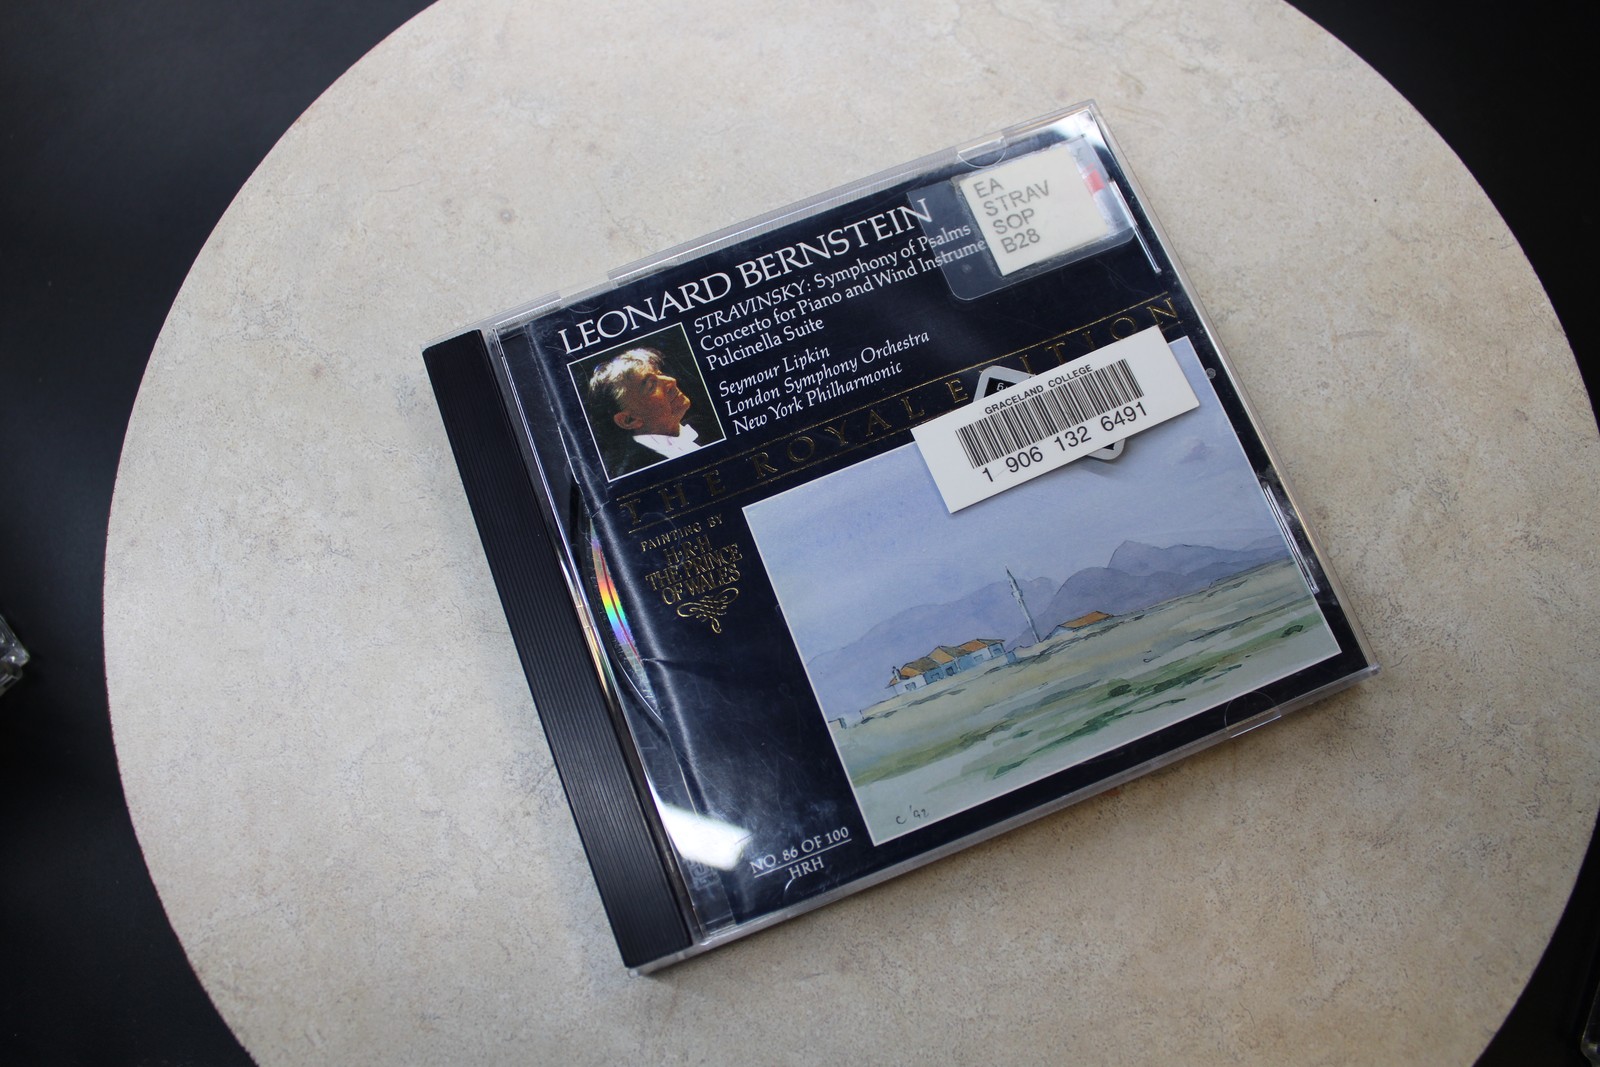 EA
STRAV
SOP
B28
LEONARD BERNSTEIN
STRAVINSKY: Symphony of Psalms
Concerto for Piano and Wind Instrume
Pulcinella Suite
Seymour Lipkin
London Symphony Orchestra
New York Philharmonic
THE ROYAL E ITION
GRACELAND COLLEGE
1 906 132 6491
PAINTING BY
H·R·H
THE PRINCE
OF WALES
C '92
NO. 86 OF 100
HRH